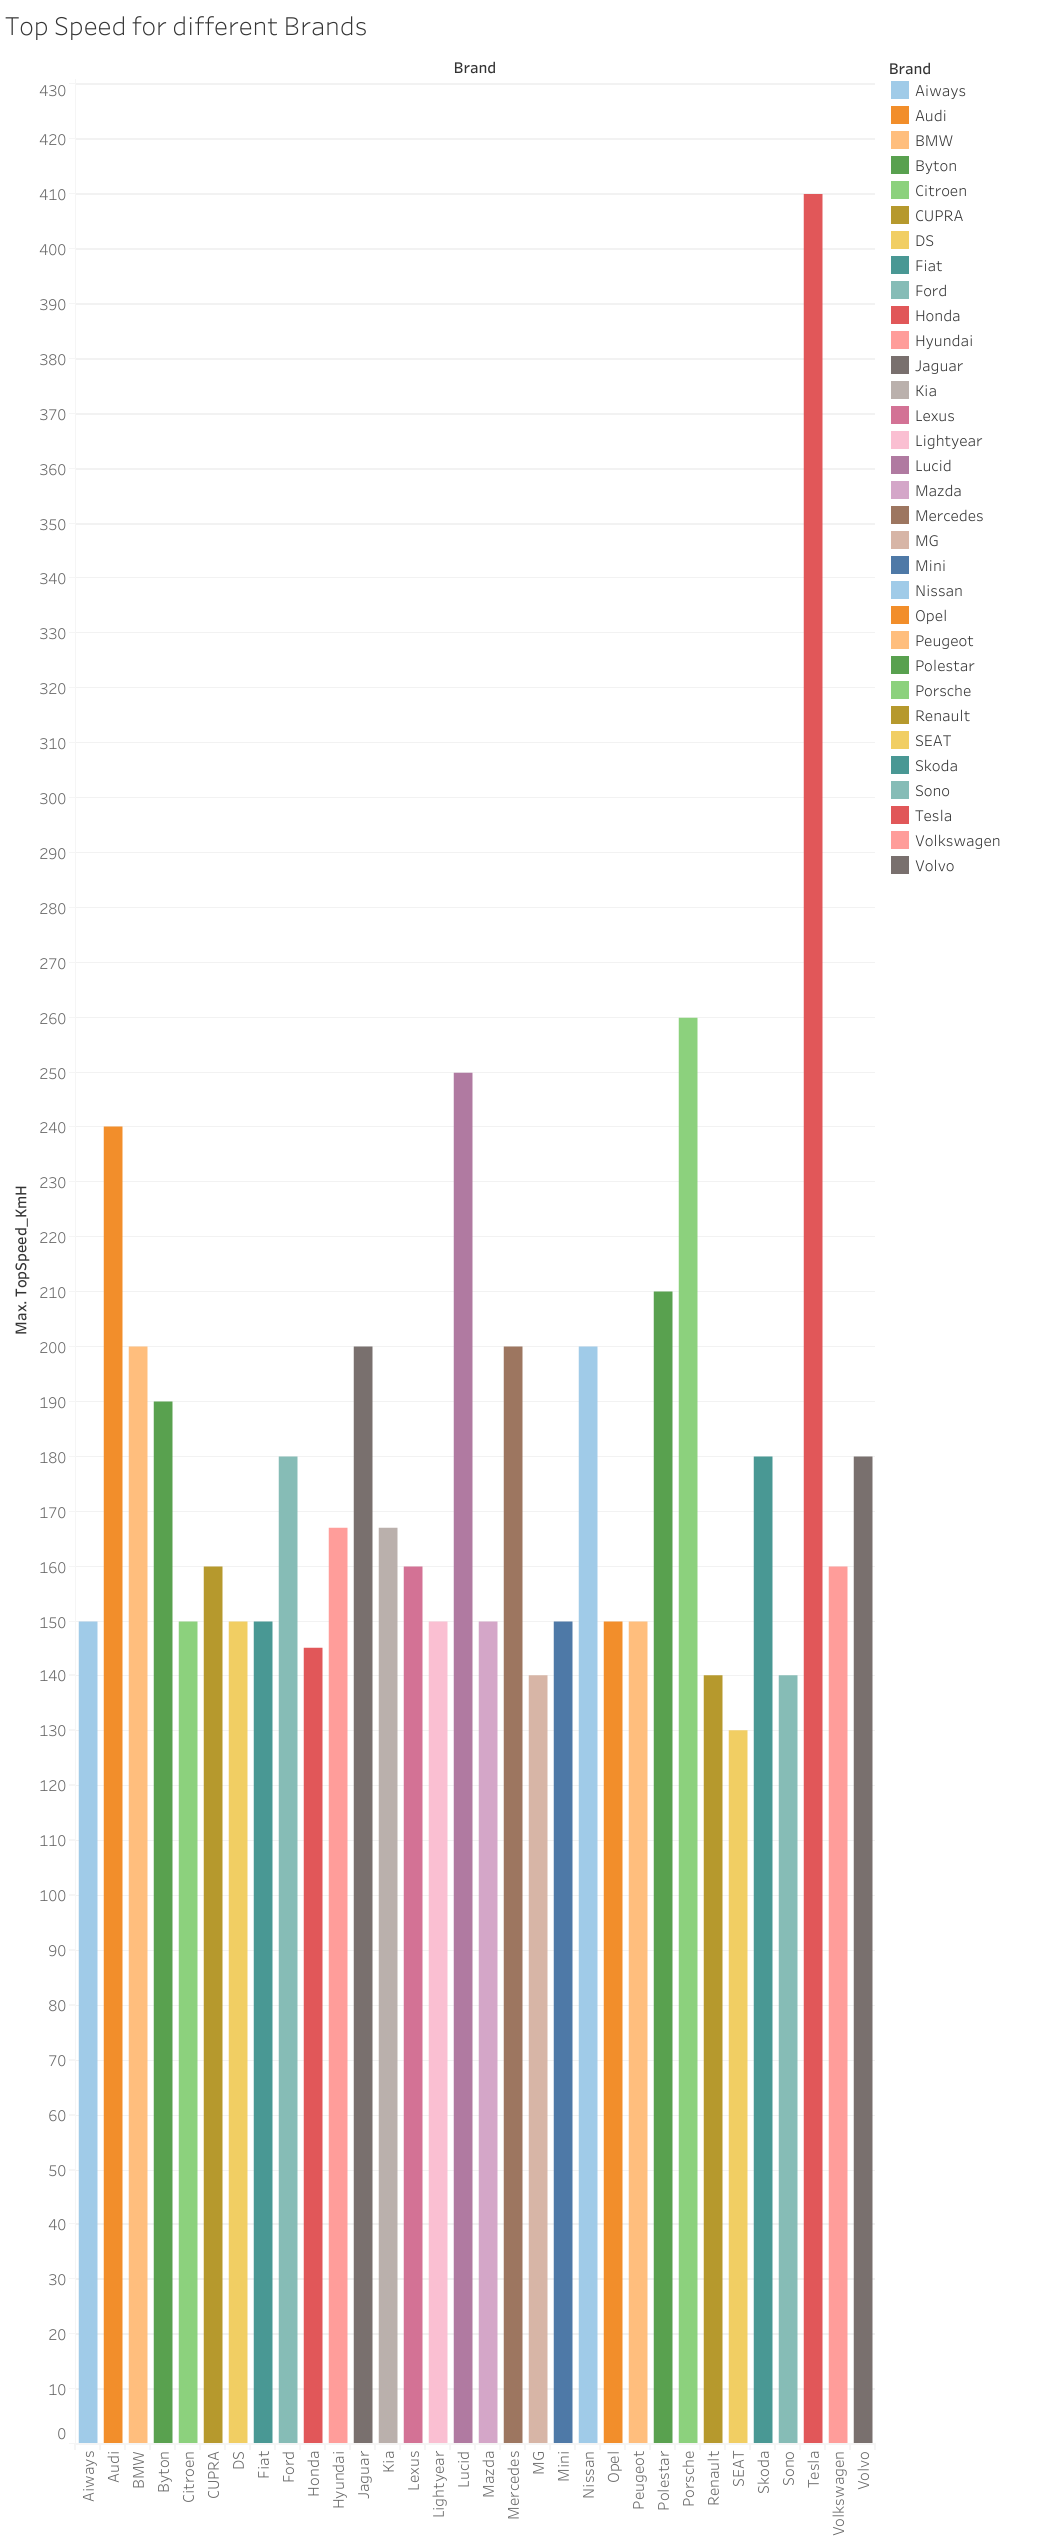 Top Speed for different Brands
Brand
Max. TopSpeed_KmH
430
420
410
400
390
380
370
360
350
340
330
320
310
300
290
280
270
260
250
240
230
220
210
200
190
180
170
160
150
140
130
120
110
100
90
80
70
60
50
40
30
20
10
0
Aiways
Audi
BMW
Byton
Citroen
CUPRA
DS
Fiat
Ford
Honda
Hyundai
Jaguar
Kia
Lexus
Lightyear
Lucid
Mazda
Mercedes
MG
Mini
Nissan
Opel
Peugeot
Polestar
Porsche
Renault
SEAT
Skoda
Sono
Tesla
Volkswagen
Volvo
Brand
Aiways
Audi
BMW
Byton
Citroen
CUPRA
DS
Fiat
Ford
Honda
Hyundai
Jaguar
Kia
Lexus
Lightyear
Lucid
Mazda
Mercedes
MG
Mini
Nissan
Opel
Peugeot
Polestar
Porsche
Renault
SEAT
Skoda
Sono
Tesla
Volkswagen
Volvo